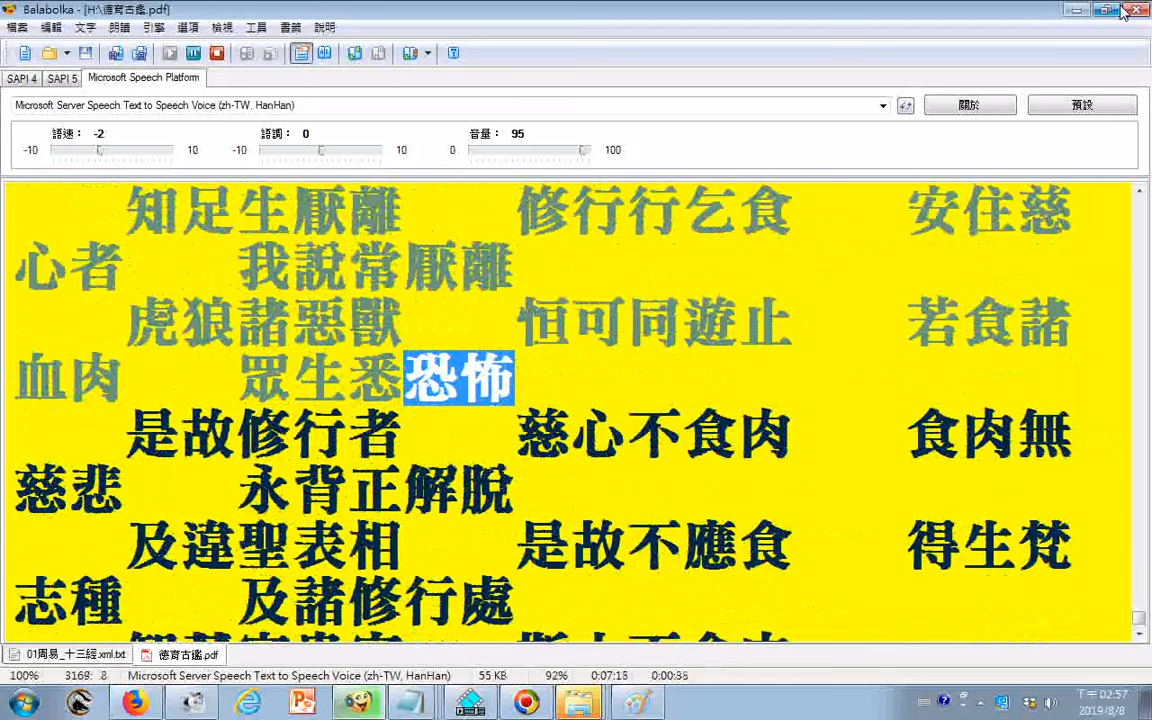 Balabolka - [H:\德育古鑑.pdf]
檔案 編輯 文字 朗讀 引擎 選項 檢視 工具 書籤 說明
SAPI 4 SAPI 5 Microsoft Speech Platform
Microsoft Server Speech Text to Speech Voice (zh-TW, HanHan) 關於 預設
語速： -2 語調： 0 音量： 95
-10 10 -10 10 0 100
知足生厭離 修行行乞食 安住慈
心者 我說常厭離
虎狼諸惡獸 恒可同遊止 若食諸
血肉 眾生悉恐怖
是故修行者 慈心不食肉 食肉無
慈悲 永背正解脫
及違聖表相 是故不應食 得生梵
志種 及諸修行處
01周易_十三經.xml.txt 德育古鑑.pdf
100% Microsoft Server Speech Text to Speech Voice (zh-TW, HanHan) 55 KB 92% 0:07:18 0:00:38
下午 02:57
2019/8/8